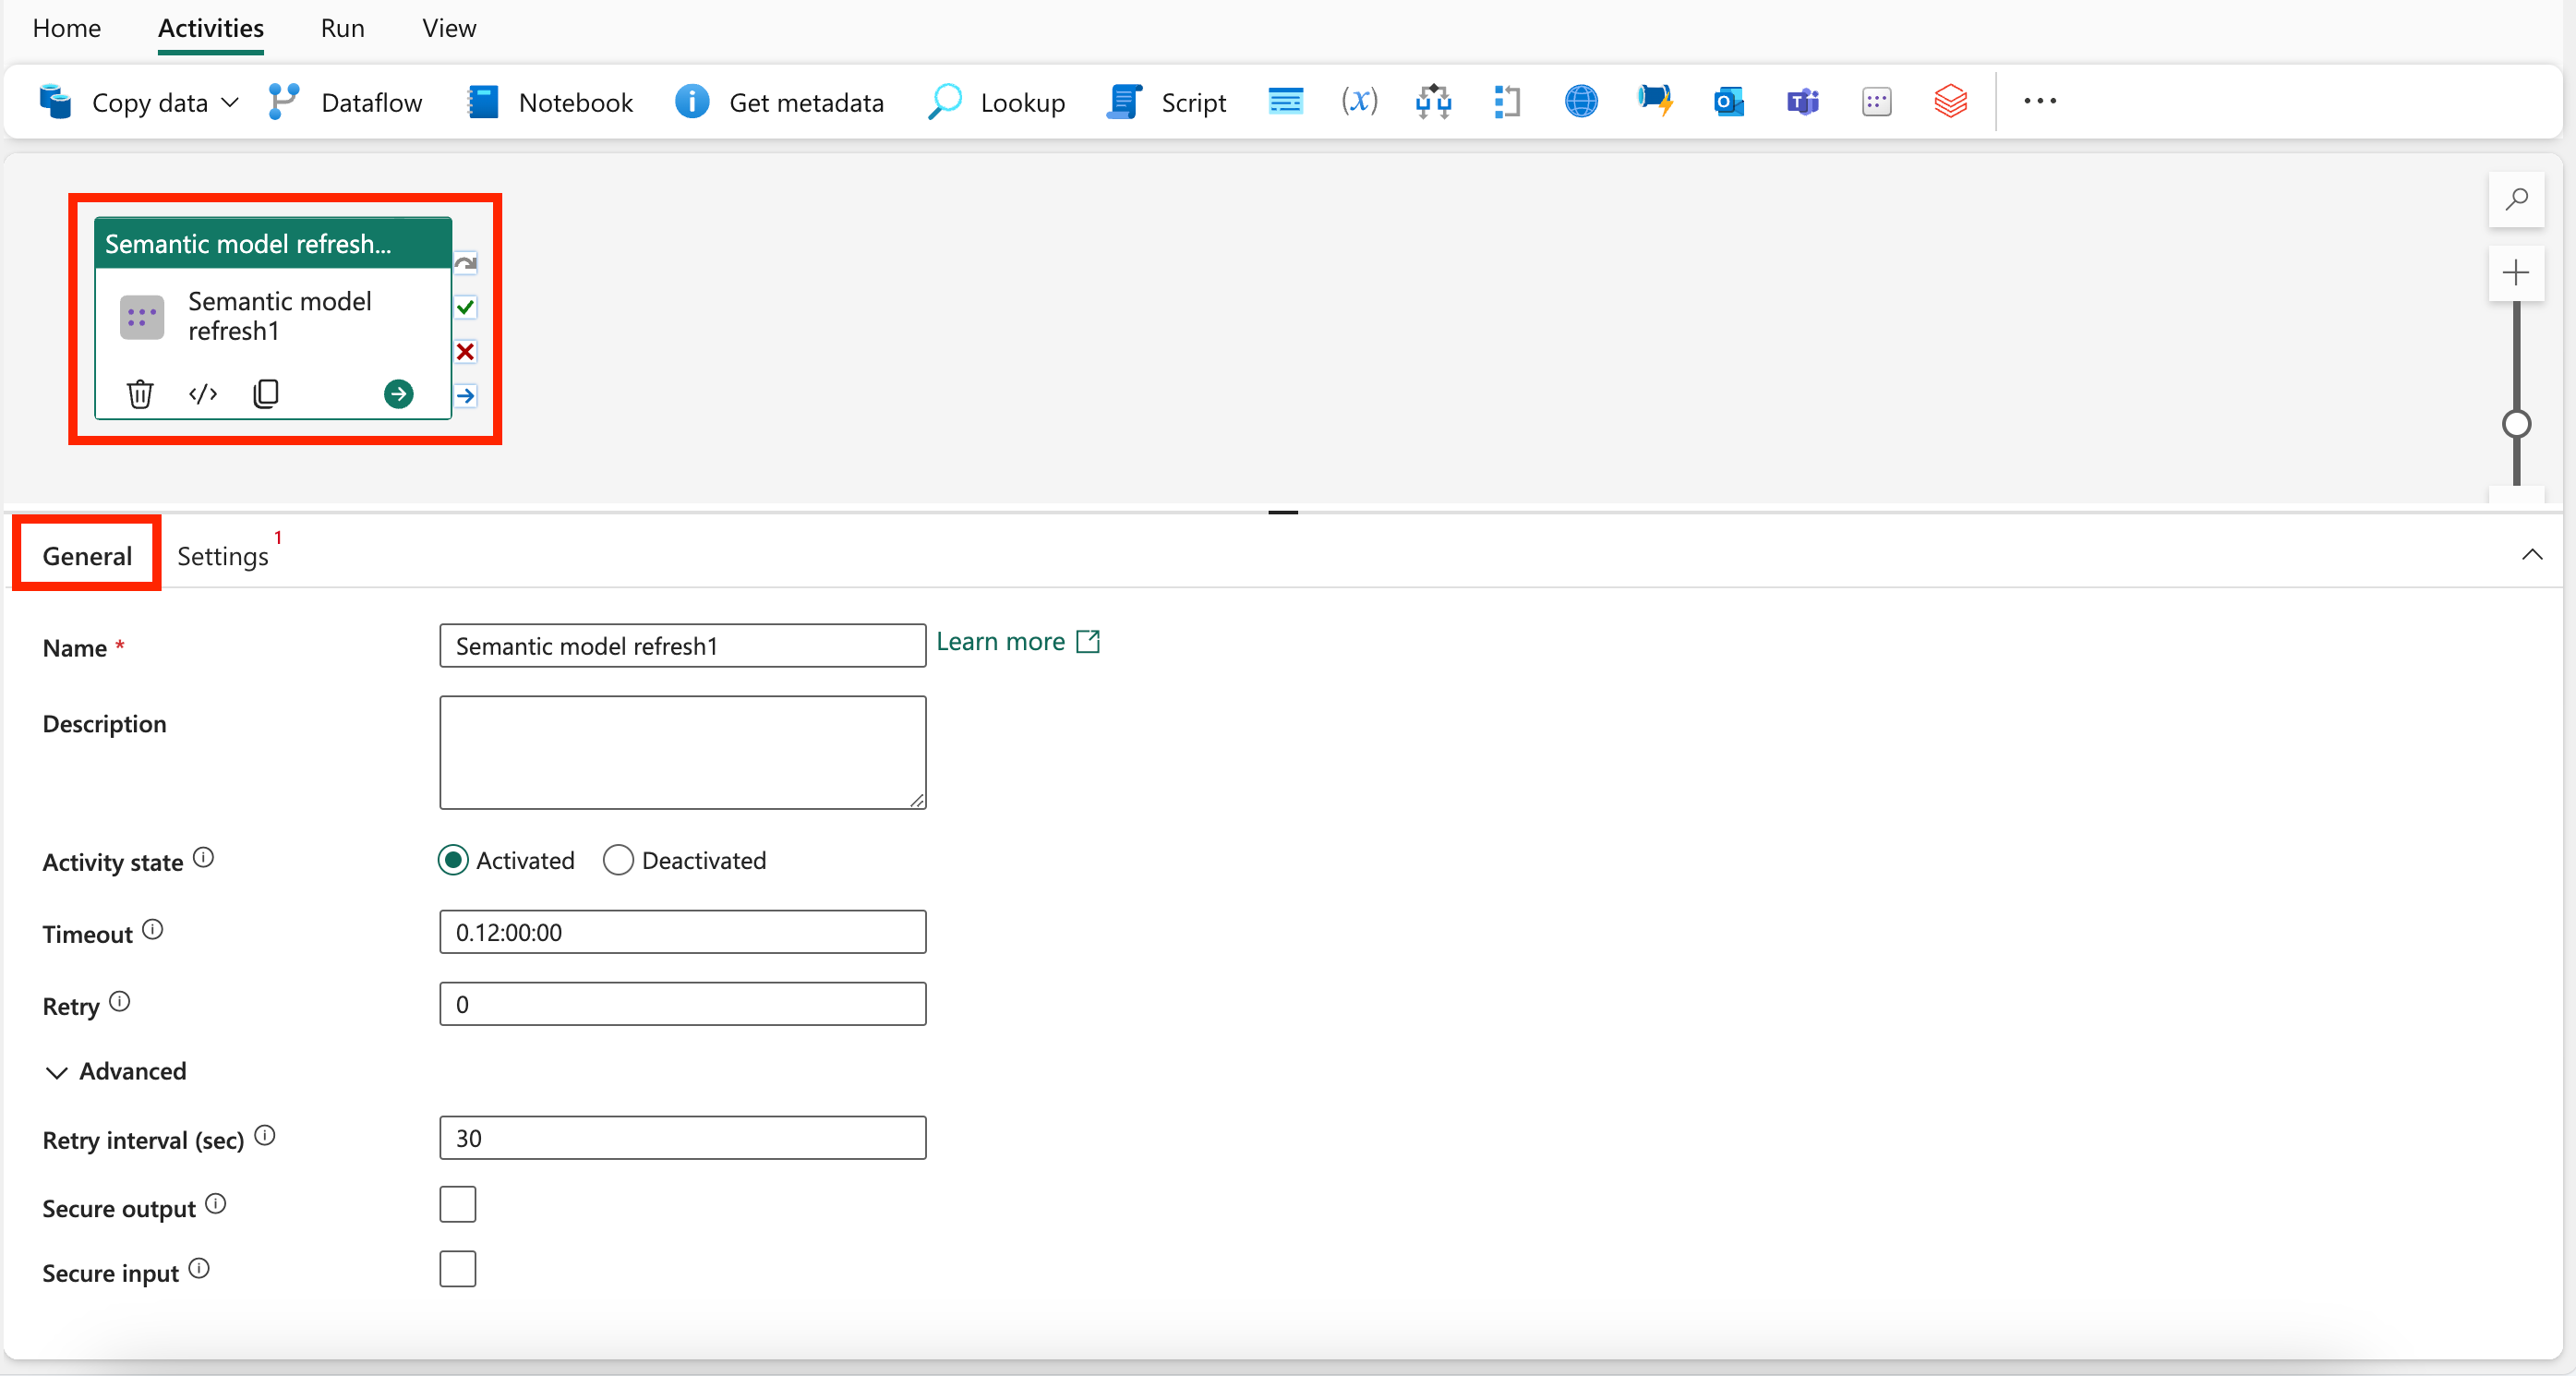 Home Activities Run View
Copy data Dataflow Notebook Get metadata Lookup Script (x)
Semantic model refresh...
Semantic model
refresh1
General Settings 1
Name * Semantic model refresh1 Learn more
Description
Activity state Activated Deactivated
Timeout 0.12:00:00
Retry 0
Advanced
Retry interval (sec) 30
Secure output
Secure input